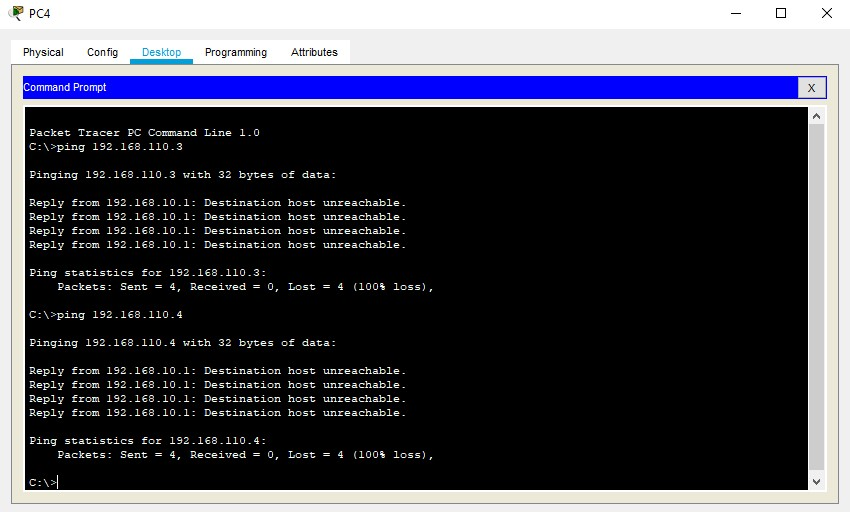 PC4
Physical Config Desktop Programming Attributes
Command Prompt X
Packet Tracer PC Command Line 1.0
C:\>ping 192.168.110.3
Pinging 192.168.110.3 with 32 bytes of data:
Reply from 192.168.10.1: Destination host unreachable.
Reply from 192.168.10.1: Destination host unreachable.
Reply from 192.168.10.1: Destination host unreachable.
Reply from 192.168.10.1: Destination host unreachable.
Ping statistics for 192.168.110.3:
    Packets: Sent = 4, Received = 0, Lost = 4 (100% loss),
C:\>ping 192.168.110.4
Pinging 192.168.110.4 with 32 bytes of data:
Reply from 192.168.10.1: Destination host unreachable.
Reply from 192.168.10.1: Destination host unreachable.
Reply from 192.168.10.1: Destination host unreachable.
Reply from 192.168.10.1: Destination host unreachable.
Ping statistics for 192.168.110.4:
    Packets: Sent = 4, Received = 0, Lost = 4 (100% loss),
C:\>